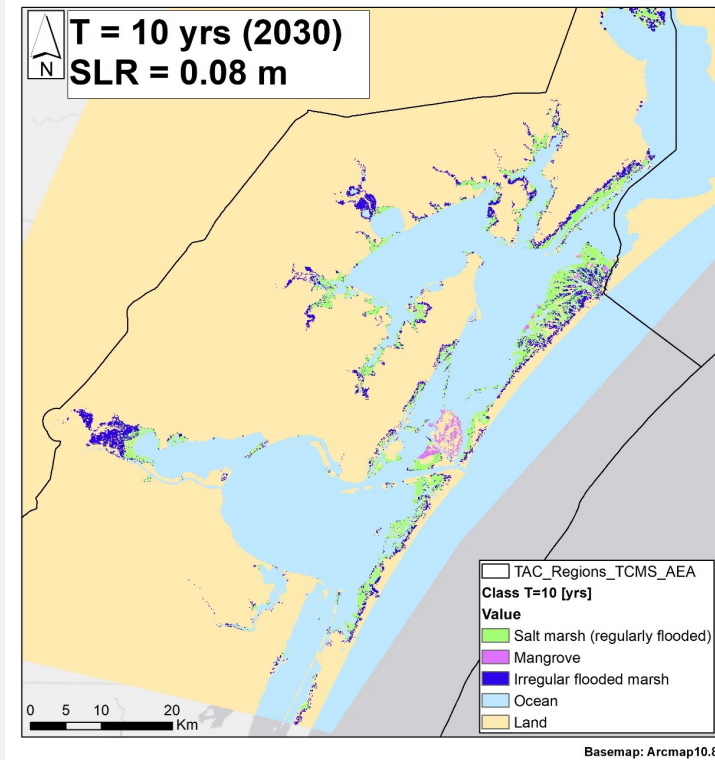 T = 10 yrs (2030)
SLR = 0.08 m
N
TAC_Regions_TCMS_AEA
Class T=10 [yrs]
Value
Salt marsh (regularly flooded)
Mangrove
Irregular flooded marsh
Ocean
Land
0 5 10 20
Km
Basemap: Arcmap10.8